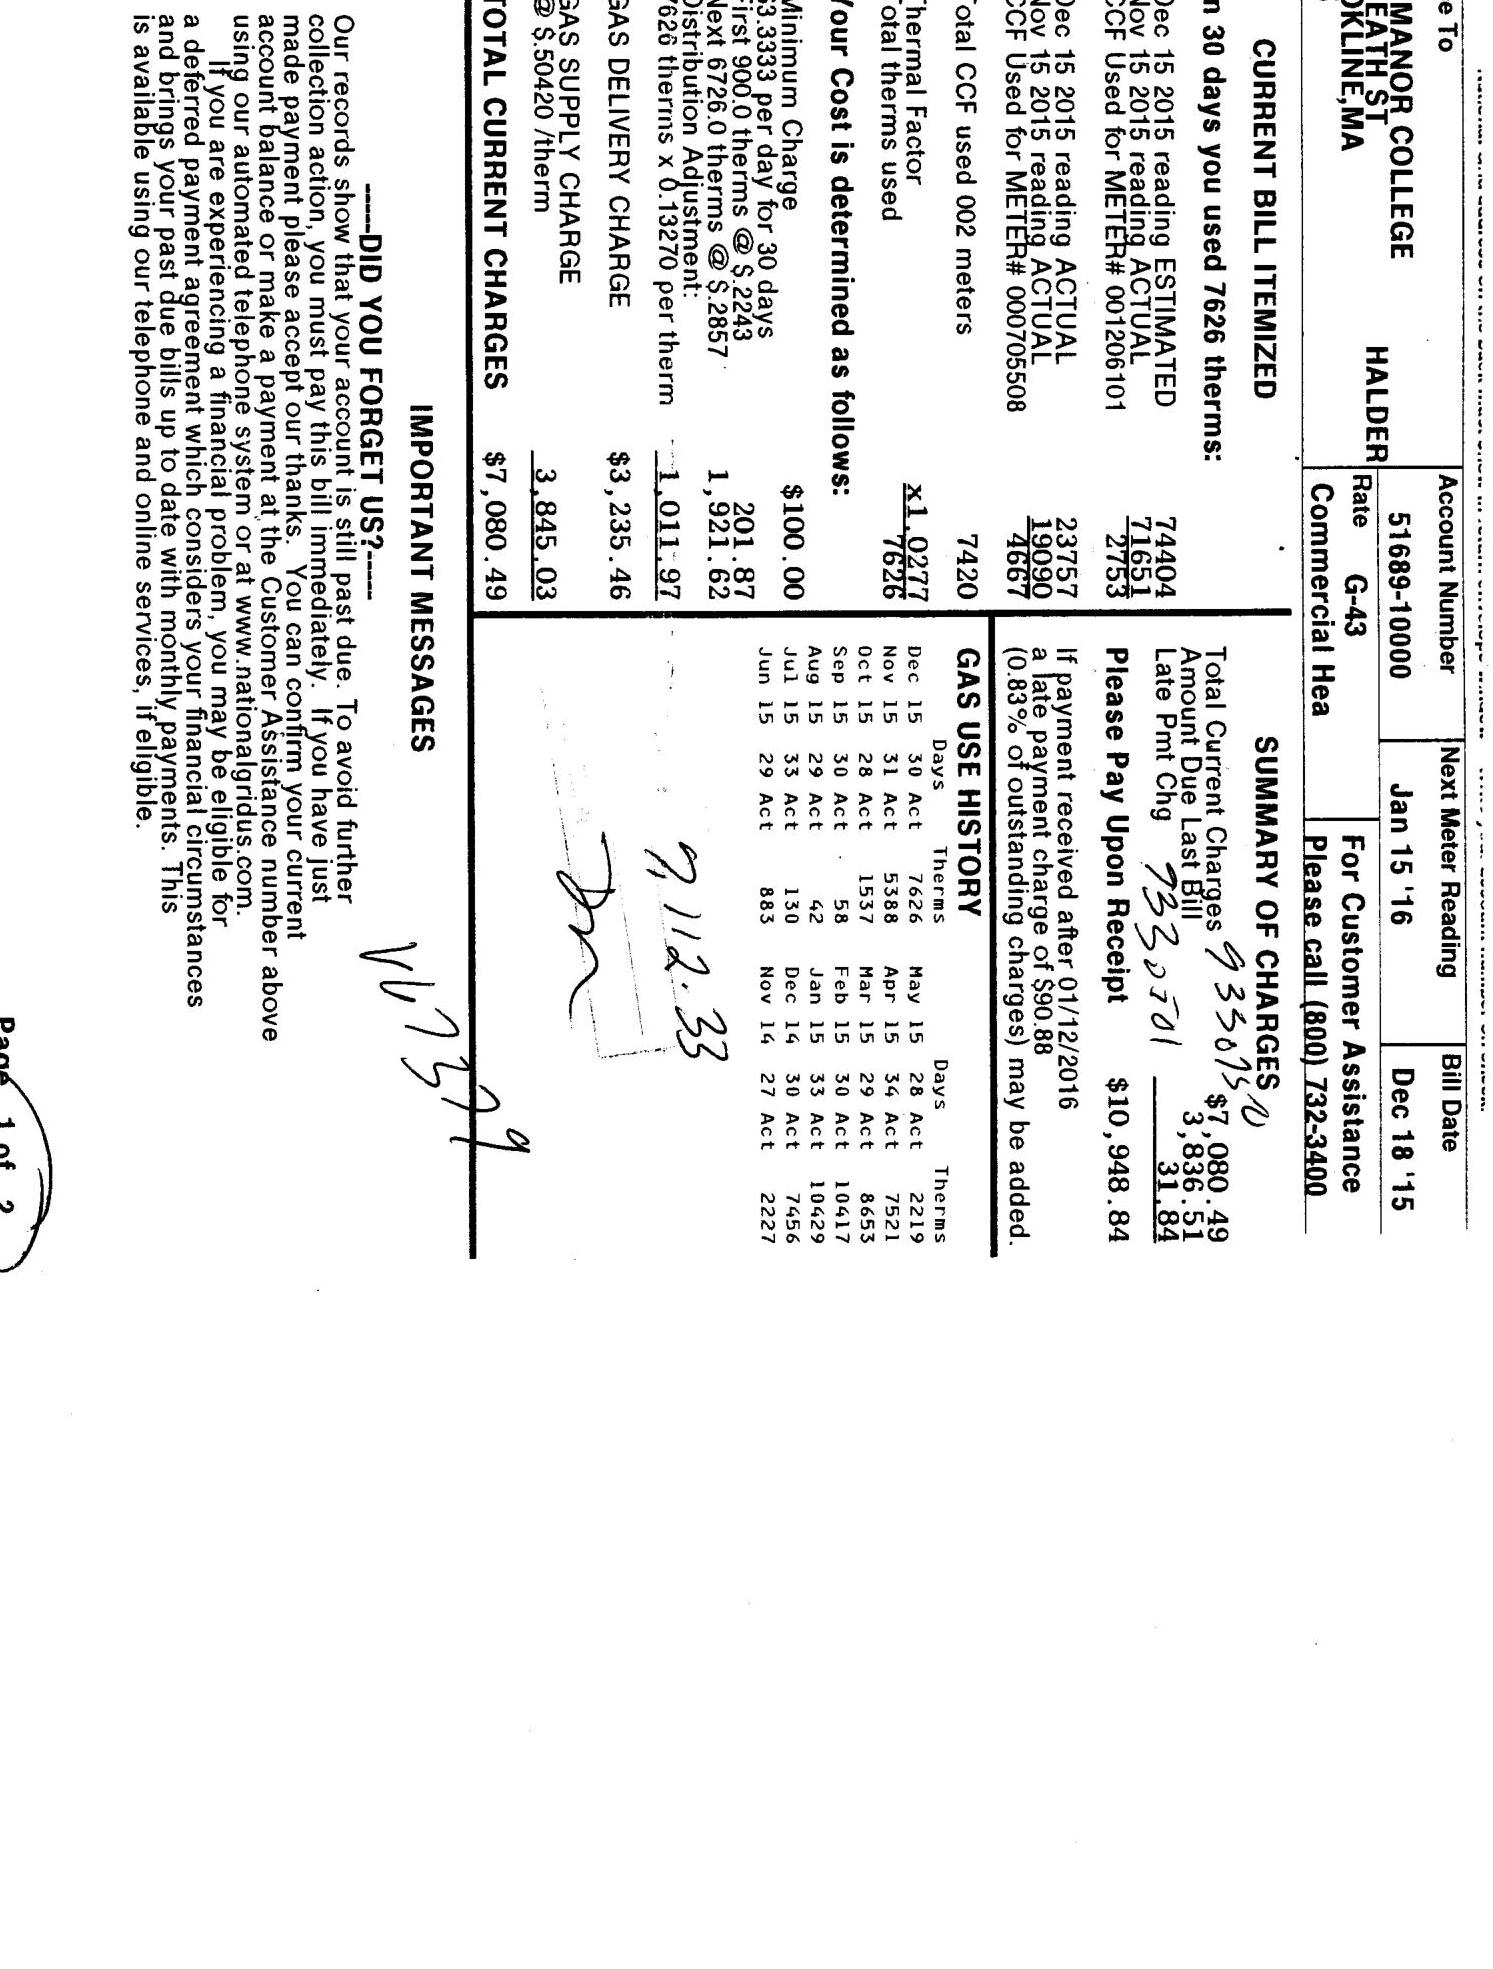 e To
MANOR COLLEGE
EATH ST
OKLINE,MA
HALDER
Account Number
51689-10000
Next Meter Reading
Jan 15 '16
Bill Date
Dec 18 '15
Rate G-43
Commercial Hea
For Customer Assistance
Please call (800) 732-3400
CURRENT BILL ITEMIZED
n 30 days you used 7626 therms:
Dec 15 2015 reading ESTIMATED 74404
Nov 15 2015 reading ACTUAL 71651
CCF Used for METER# 001206101 2753
Dec 15 2015 reading ACTUAL 23757
Nov 15 2015 reading ACTUAL 19090
CCF Used for METER# 000705508 4667
Total CCF used 002 meters 7420
Thermal Factor x1.0277
Total therms used 7626
Your Cost is determined as follows:
Minimum Charge
$3.3333 per day for 30 days $100.00
First 900.0 therms @ $.2243 201.87
Next 6726.0 therms @ $.2857 1,921.62
Distribution Adjustment:
7626 therms x 0.13270 per therm 1,011.97
GAS DELIVERY CHARGE $3,235.46
GAS SUPPLY CHARGE
@ $.50420 /therm 3,845.03
TOTAL CURRENT CHARGES $7,080.49
SUMMARY OF CHARGES
Total Current Charges $7,080.49
Amount Due Last Bill 3,836.51
Late Pmt Chg 31.84
Please Pay Upon Receipt $10,948.84
If payment received after 01/12/2016
a late payment charge of $90.88
(0.83% of outstanding charges) may be added.
GAS USE HISTORY
Days Therms Days Therms
Dec 15 30 Act 7626 May 15 28 Act 2219
Nov 15 31 Act 5388 Apr 15 34 Act 7521
Oct 15 28 Act 1537 Mar 15 29 Act 8653
Sep 15 30 Act 58 Feb 15 30 Act 10417
Aug 15 29 Act 42 Jan 15 33 Act 10429
Jul 15 33 Act 130 Dec 14 30 Act 7456
Jun 15 29 Act 883 Nov 14 27 Act 2227
7,112.33
IMPORTANT MESSAGES
-----DID YOU FORGET US?-----
Our records show that your account is still past due. To avoid further
collection action, you must pay this bill immediately. If you have just
made payment please accept our thanks. You can confirm your current
account balance or make a payment at the Customer Assistance number above
using our automated telephone system or at www.nationalgridus.com.
If you are experiencing a financial problem, you may be eligible for
a deferred payment agreement which considers your financial circumstances
and brings your past due bills up to date with monthly payments. This
is available using our telephone and online services, if eligible.
Page 1 of 2